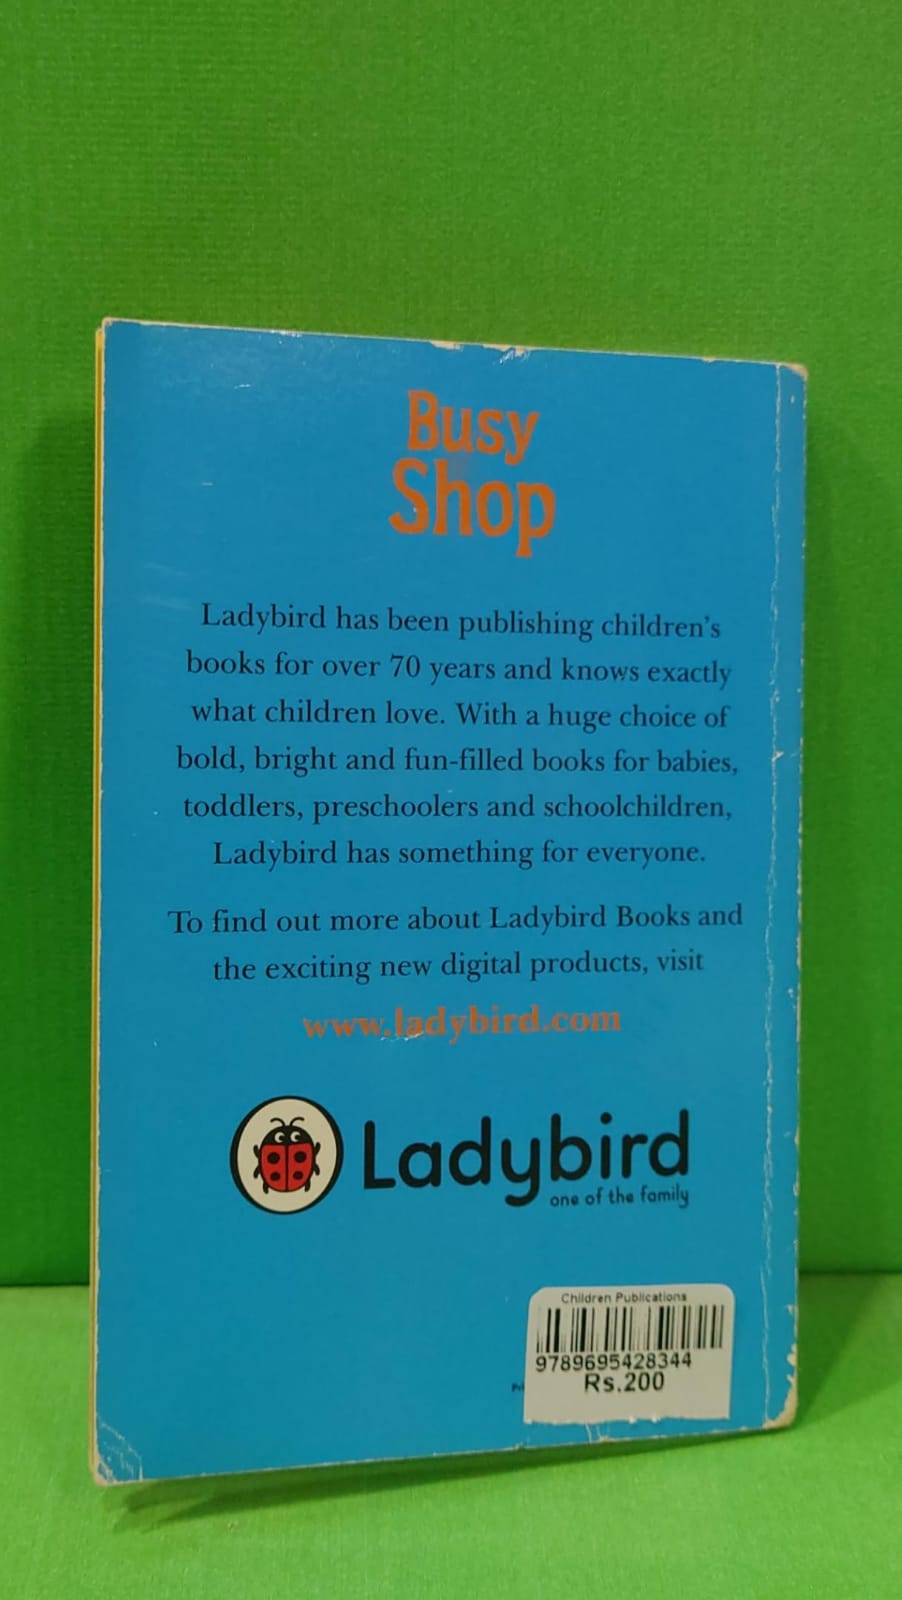 Busy
Shop
Ladybird has been publishing children's
books for over 70 years and knows exactly
what children love. With a huge choice of
bold, bright and fun-filled books for babies,
toddlers, preschoolers and schoolchildren,
Ladybird has something for everyone.
To find out more about Ladybird Books and
the exciting new digital products, visit
www.ladybird.com
Ladybird
one of the family
Children Publications
9789695428344
Rs.200